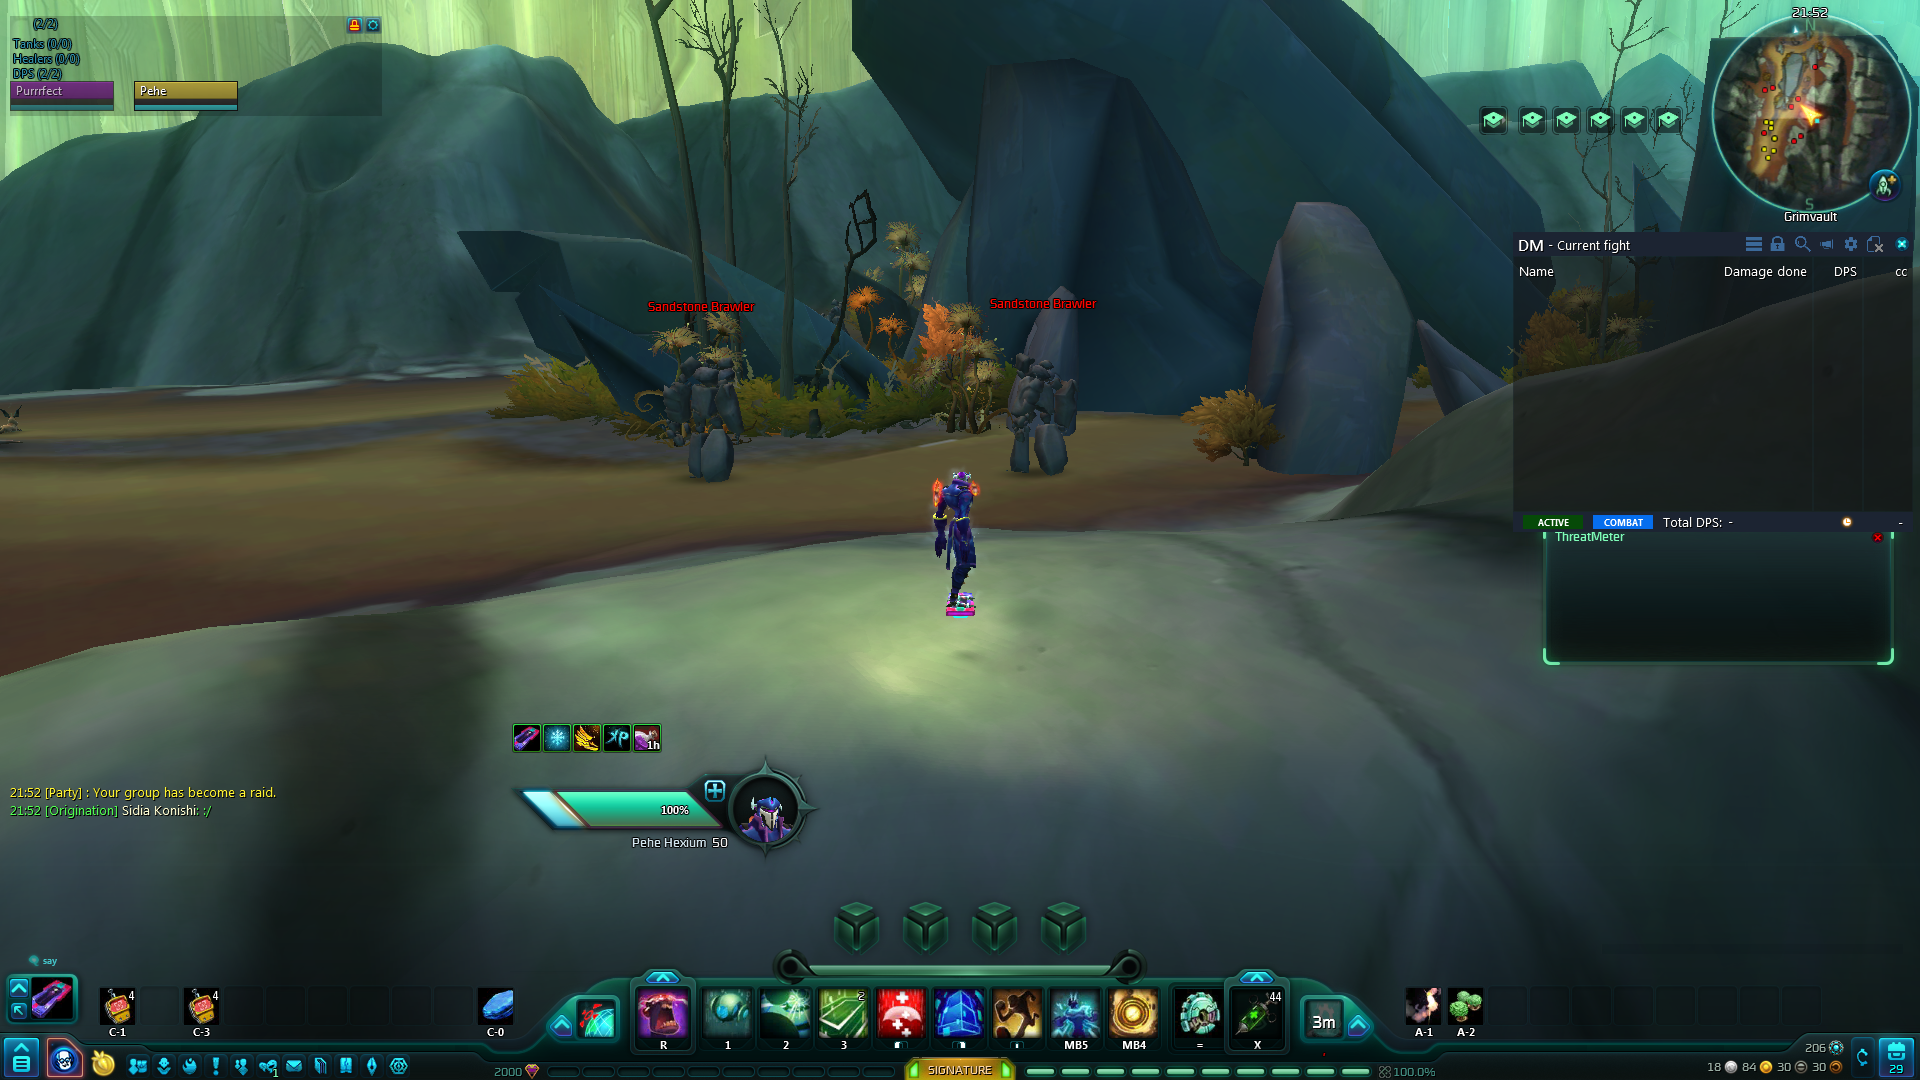 (2/2)
Tanks (0/0)
Healers (0/0)
DPS (2/2)
Purrrfect
Pehe
21:52
S
Grimvault
DM - Current fight
Name
Damage done
DPS
cc
Sandstone Brawler
Sandstone Brawler
ACTIVE
COMBAT
Total DPS: -
-
ThreatMeter
XP
1h
21:52 [Party] : Your group has become a raid.
21:52 [Origination] Sidia Konishi: :/
100%
Pehe Hexium 50
say
4
C-1
4
C-3
C-0
R
1
2
2
3
MB5
MB4
=
44
X
3m
A-1
A-2
1
2000
SIGNATURE
100.0%
206
18
84
30
30
29